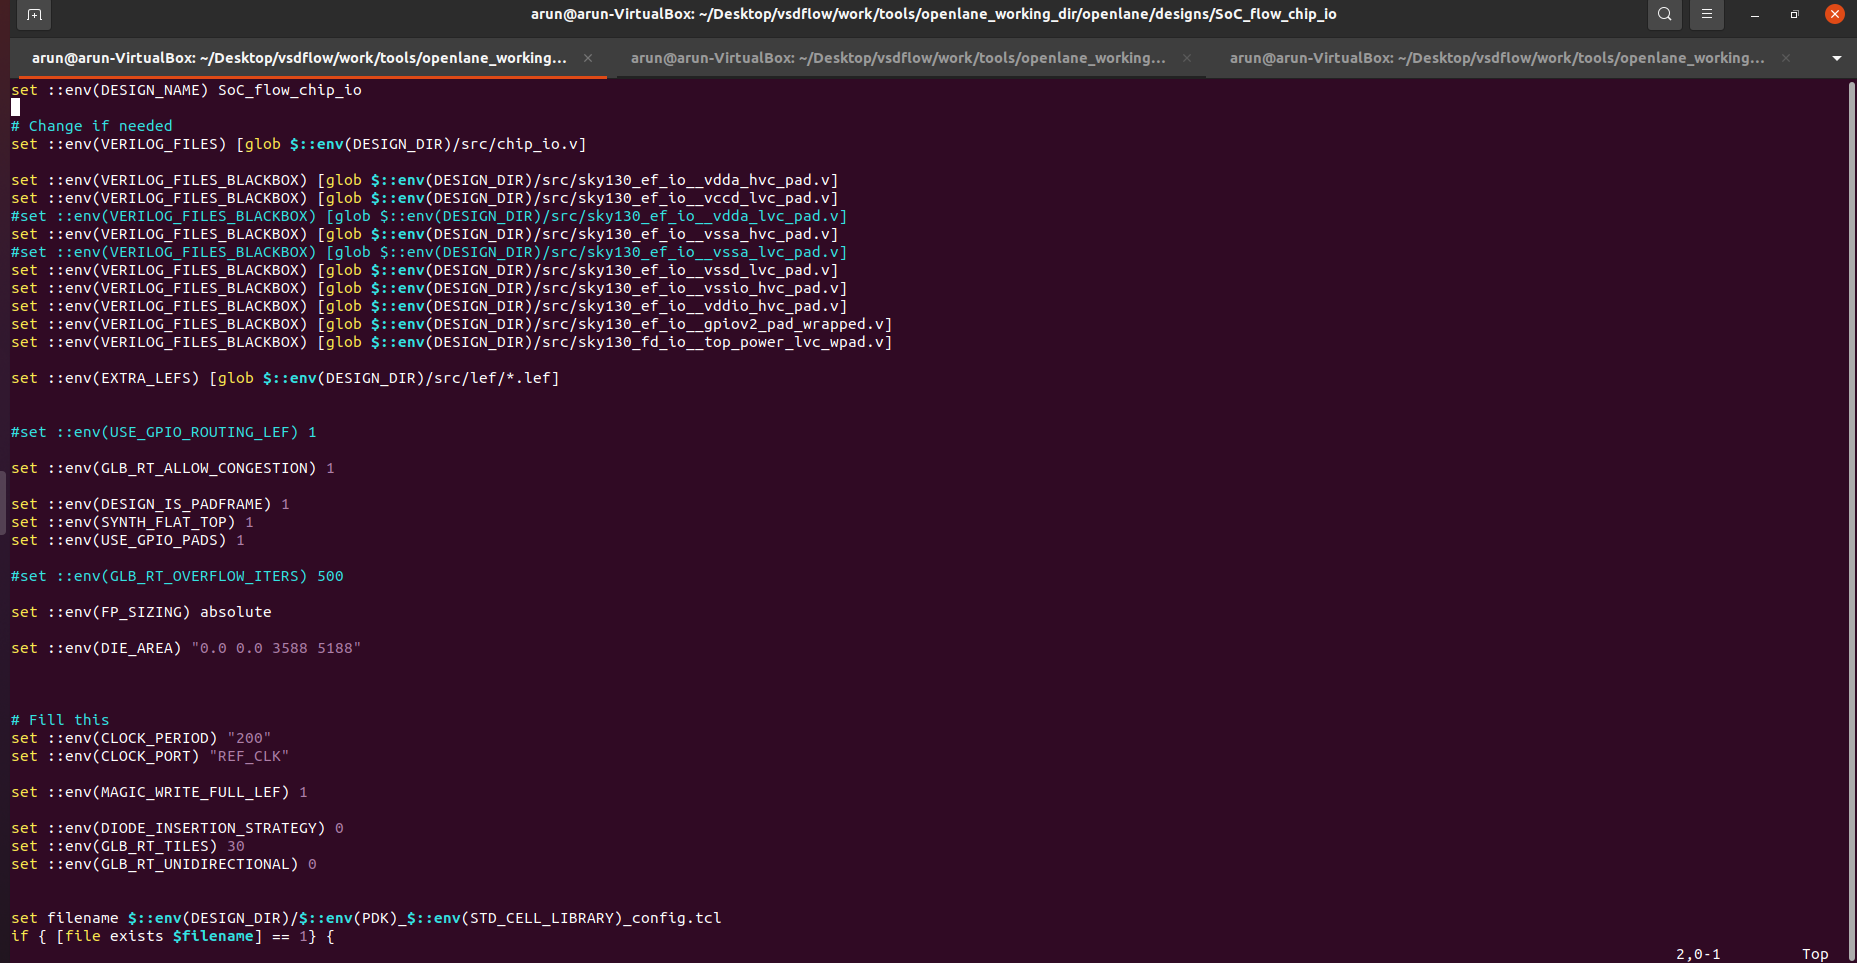 arun@arun-VirtualBox: ~/Desktop/vsdflow/work/tools/openlane_working_dir/openlane/designs/SoC_flow_chip_io
arun@arun-VirtualBox: ~/Desktop/vsdflow/work/tools/openlane_working... × arun@arun-VirtualBox: ~/Desktop/vsdflow/work/tools/openlane_working... × arun@arun-VirtualBox: ~/Desktop/vsdflow/work/tools/openlane_working... ×
set ::env(DESIGN_NAME) SoC_flow_chip_io
# Change if needed
set ::env(VERILOG_FILES) [glob $::env(DESIGN_DIR)/src/chip_io.v]
set ::env(VERILOG_FILES_BLACKBOX) [glob $::env(DESIGN_DIR)/src/sky130_ef_io__vdda_hvc_pad.v]
set ::env(VERILOG_FILES_BLACKBOX) [glob $::env(DESIGN_DIR)/src/sky130_ef_io__vccd_lvc_pad.v]
#set ::env(VERILOG_FILES_BLACKBOX) [glob $::env(DESIGN_DIR)/src/sky130_ef_io__vdda_lvc_pad.v]
set ::env(VERILOG_FILES_BLACKBOX) [glob $::env(DESIGN_DIR)/src/sky130_ef_io__vssa_hvc_pad.v]
#set ::env(VERILOG_FILES_BLACKBOX) [glob $::env(DESIGN_DIR)/src/sky130_ef_io__vssa_lvc_pad.v]
set ::env(VERILOG_FILES_BLACKBOX) [glob $::env(DESIGN_DIR)/src/sky130_ef_io__vssd_lvc_pad.v]
set ::env(VERILOG_FILES_BLACKBOX) [glob $::env(DESIGN_DIR)/src/sky130_ef_io__vssio_hvc_pad.v]
set ::env(VERILOG_FILES_BLACKBOX) [glob $::env(DESIGN_DIR)/src/sky130_ef_io__vddio_hvc_pad.v]
set ::env(VERILOG_FILES_BLACKBOX) [glob $::env(DESIGN_DIR)/src/sky130_ef_io__gpiov2_pad_wrapped.v]
set ::env(VERILOG_FILES_BLACKBOX) [glob $::env(DESIGN_DIR)/src/sky130_fd_io__top_power_lvc_wpad.v]
set ::env(EXTRA_LEFS) [glob $::env(DESIGN_DIR)/src/lef/*.lef]
#set ::env(USE_GPIO_ROUTING_LEF) 1
set ::env(GLB_RT_ALLOW_CONGESTION) 1
set ::env(DESIGN_IS_PADFRAME) 1
set ::env(SYNTH_FLAT_TOP) 1
set ::env(USE_GPIO_PADS) 1
#set ::env(GLB_RT_OVERFLOW_ITERS) 500
set ::env(FP_SIZING) absolute
set ::env(DIE_AREA) "0.0 0.0 3588 5188"
# Fill this
set ::env(CLOCK_PERIOD) "200"
set ::env(CLOCK_PORT) "REF_CLK"
set ::env(MAGIC_WRITE_FULL_LEF) 1
set ::env(DIODE_INSERTION_STRATEGY) 0
set ::env(GLB_RT_TILES) 30
set ::env(GLB_RT_UNIDIRECTIONAL) 0
set filename $::env(DESIGN_DIR)/$::env(PDK)_$::env(STD_CELL_LIBRARY)_config.tcl
if { [file exists $filename] == 1} {
2,0-1 Top